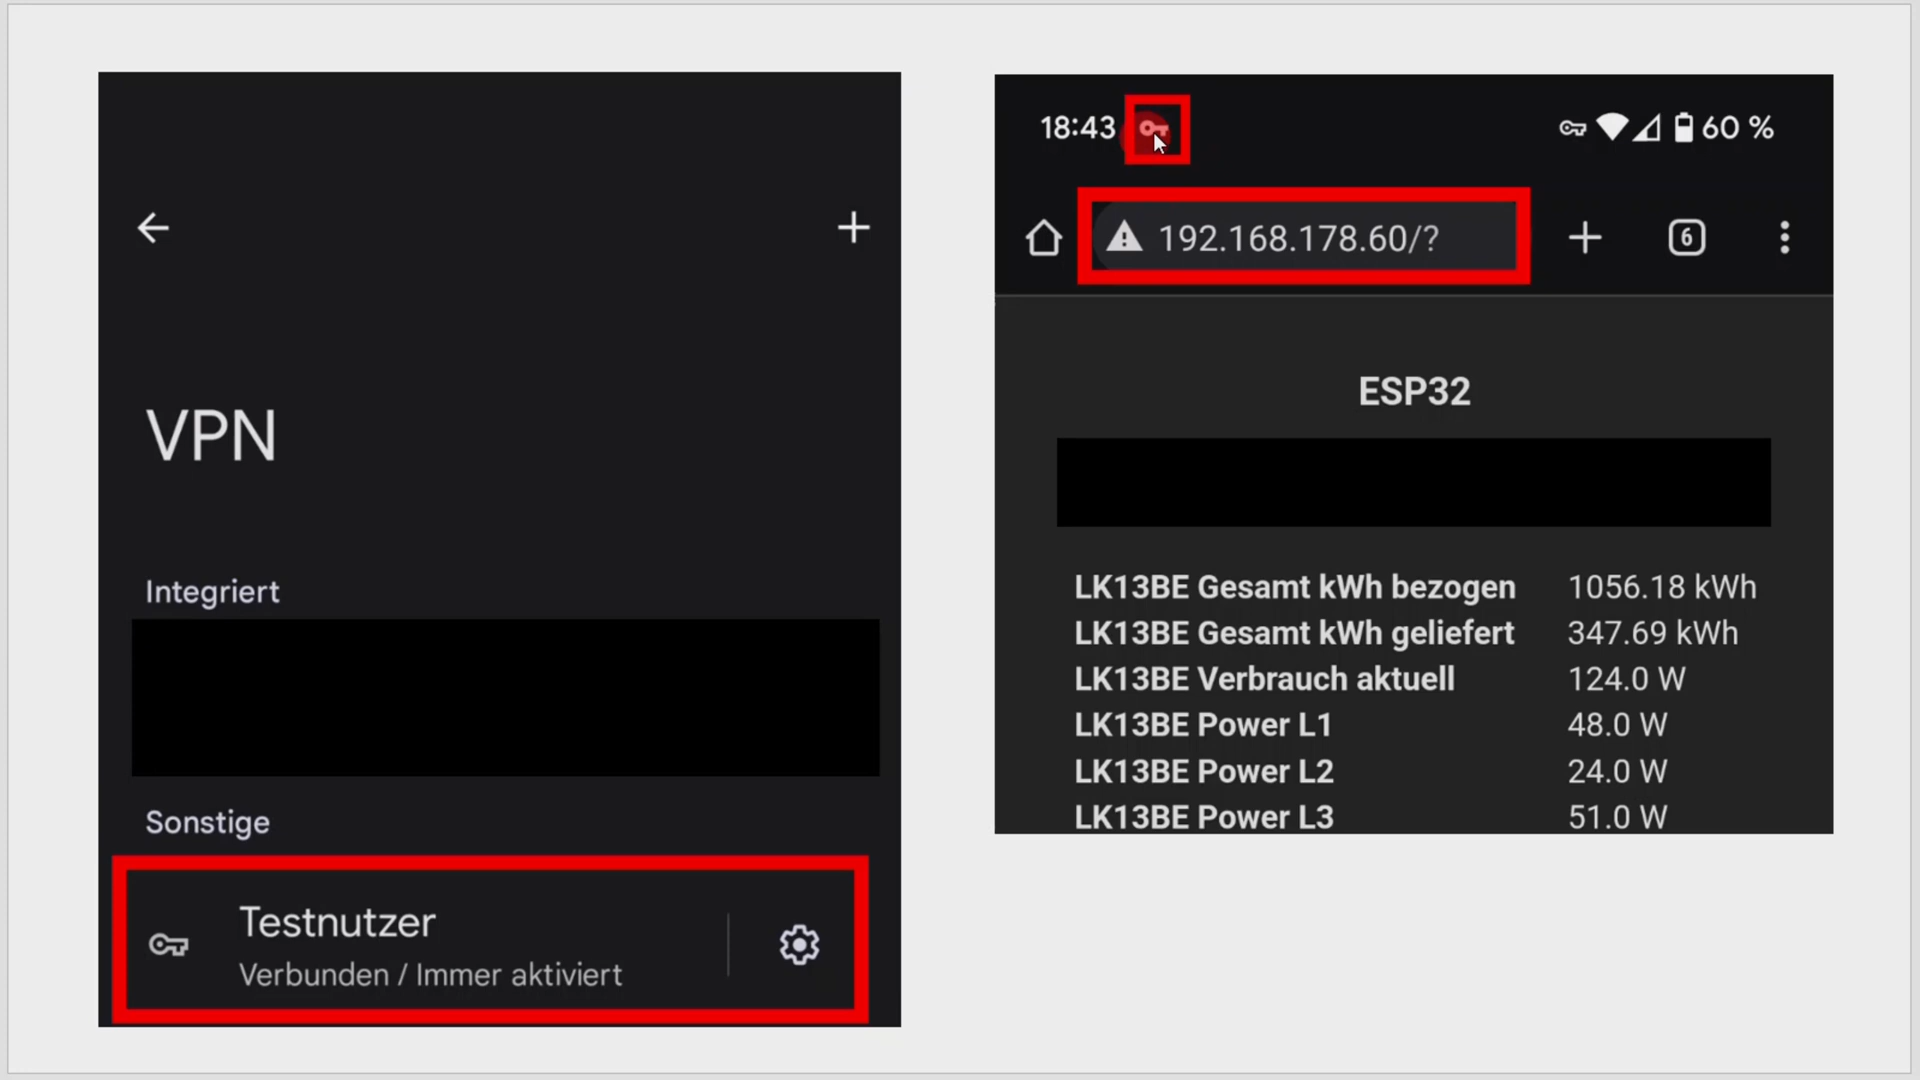 VPN
Integriert
Sonstige
Testnutzer
Verbunden / Immer aktiviert
18:43
60 %
192.168.178.60/?
6
ESP32
LK13BE Gesamt kWh bezogen 1056.18 kWh
LK13BE Gesamt kWh geliefert 347.69 kWh
LK13BE Verbrauch aktuell 124.0 W
LK13BE Power L1 48.0 W
LK13BE Power L2 24.0 W
LK13BE Power L3 51.0 W